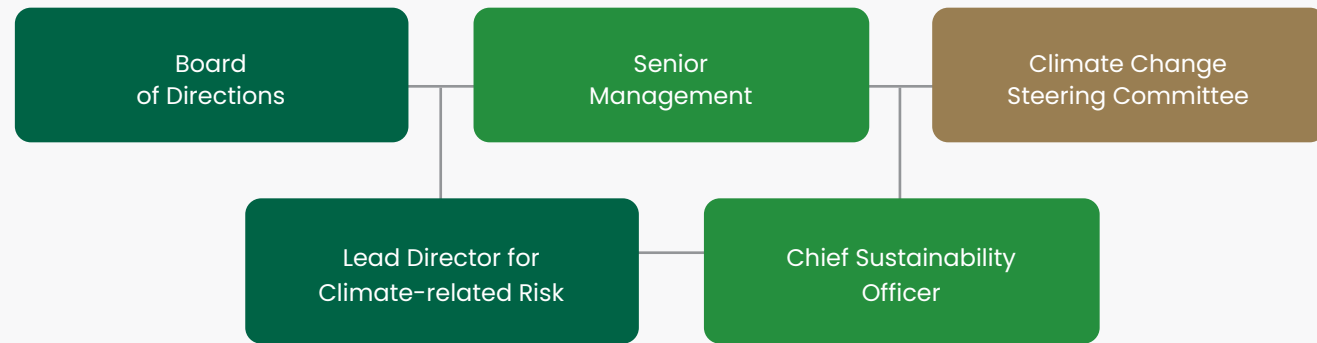 Board
of Directions
Senior
Management
Climate Change
Steering Committee
Lead Director for
Climate-related Risk
Chief Sustainability
Officer